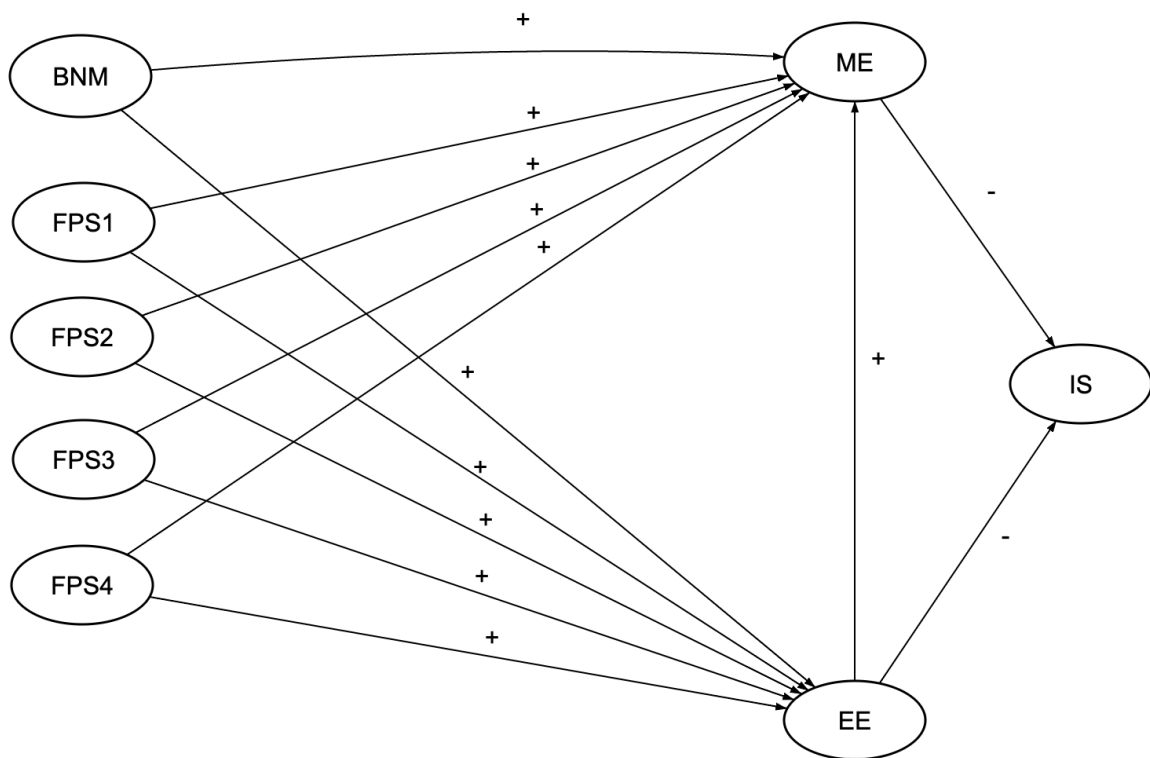 +
BNM
ME
+
+
-
FPS1
+
+
FPS2
+
+
IS
FPS3
+
+
-
+
FPS4
+
EE